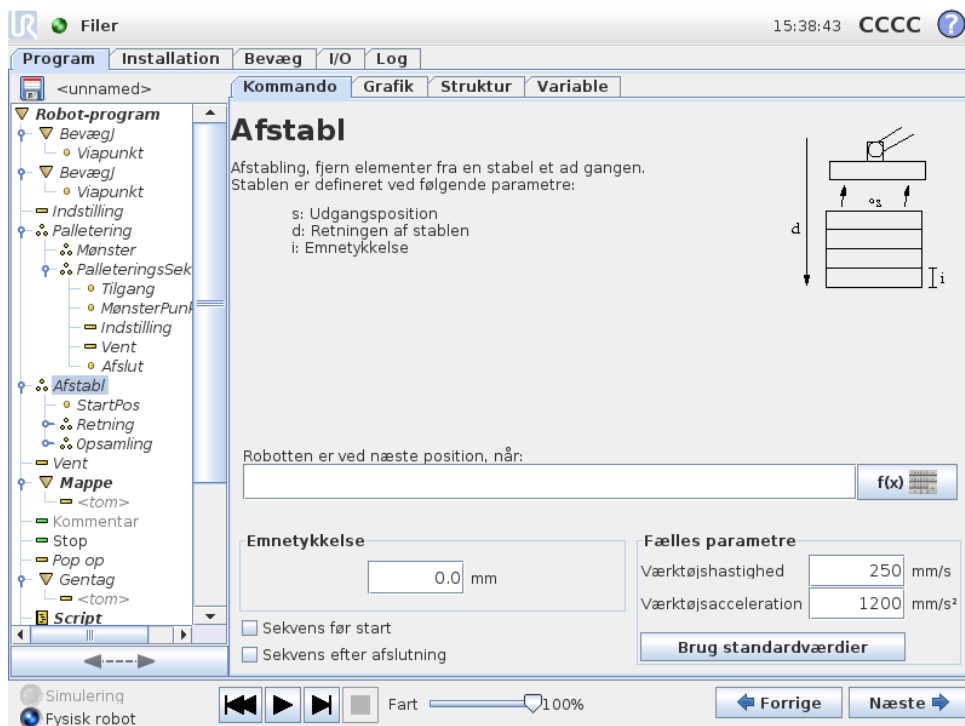 UR Filer 15:38:43 CCCC ?
Program Installation Bevæg I/O Log
<unnamed>
Robot-program
BevægJ
Viapunkt
BevægJ
Viapunkt
Indstilling
Palletering
Mønster
PalleteringsSek
Tilgang
MønsterPunk
Indstilling
Vent
Afslut
Afstabl
StartPos
Retning
Opsamling
Vent
Mappe
<tom>
Kommentar
Stop
Pop op
Gentag
<tom>
Script
Kommando Grafik Struktur Variable
Afstabl
Afstabling, fjern elementer fra en stabel et ad gangen.
Stablen er defineret ved følgende parametre:
s: Udgangsposition
d: Retningen af stablen
i: Emnetykkelse
s
d
i
Robotten er ved næste position, når:
f(x)
Emnetykkelse
0.0 mm
Sekvens før start
Sekvens efter afslutning
Fælles parametre
Værktøjshastighed 250 mm/s
Værktøjsacceleration 1200 mm/s²
Brug standardværdier
Simulering
Fysisk robot
Fart 100%
Forrige Næste